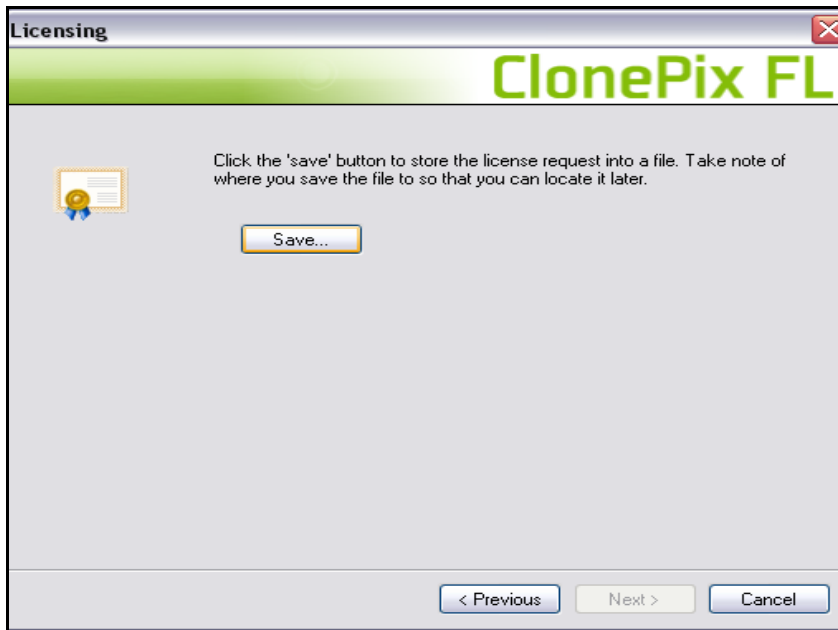 Licensing
ClonePix FL
Click the 'save' button to store the license request into a file. Take note of
where you save the file to so that you can locate it later.
Save...
< Previous
Next >
Cancel